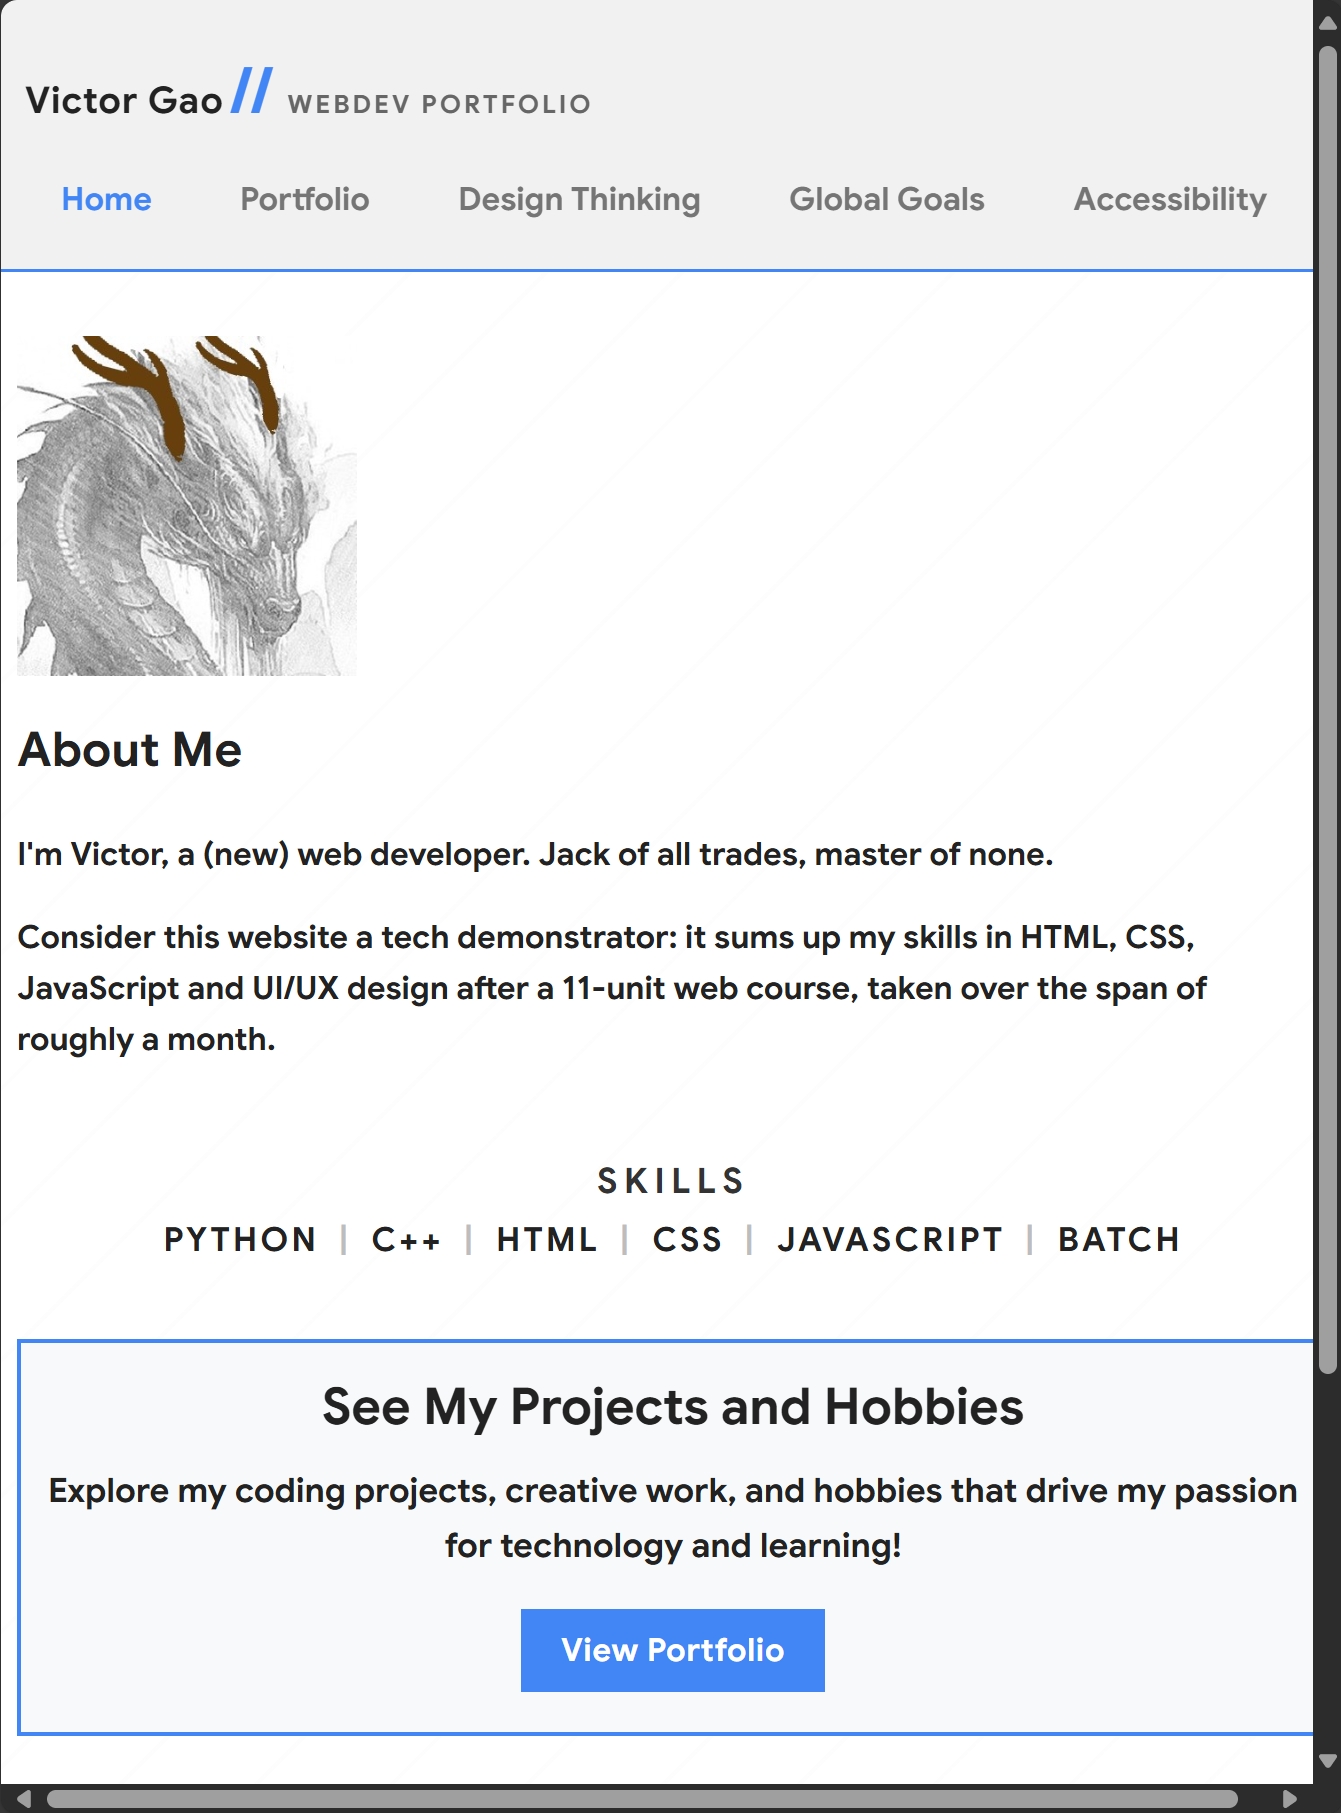 Victor Gao // WEBDEV PORTFOLIO
Home Portfolio Design Thinking Global Goals Accessibility
About Me
I'm Victor, a (new) web developer. Jack of all trades, master of none.
Consider this website a tech demonstrator: it sums up my skills in HTML, CSS,
JavaScript and UI/UX design after a 11-unit web course, taken over the span of
roughly a month.
SKILLS
PYTHON | C++ | HTML | CSS | JAVASCRIPT | BATCH
See My Projects and Hobbies
Explore my coding projects, creative work, and hobbies that drive my passion
for technology and learning!
View Portfolio